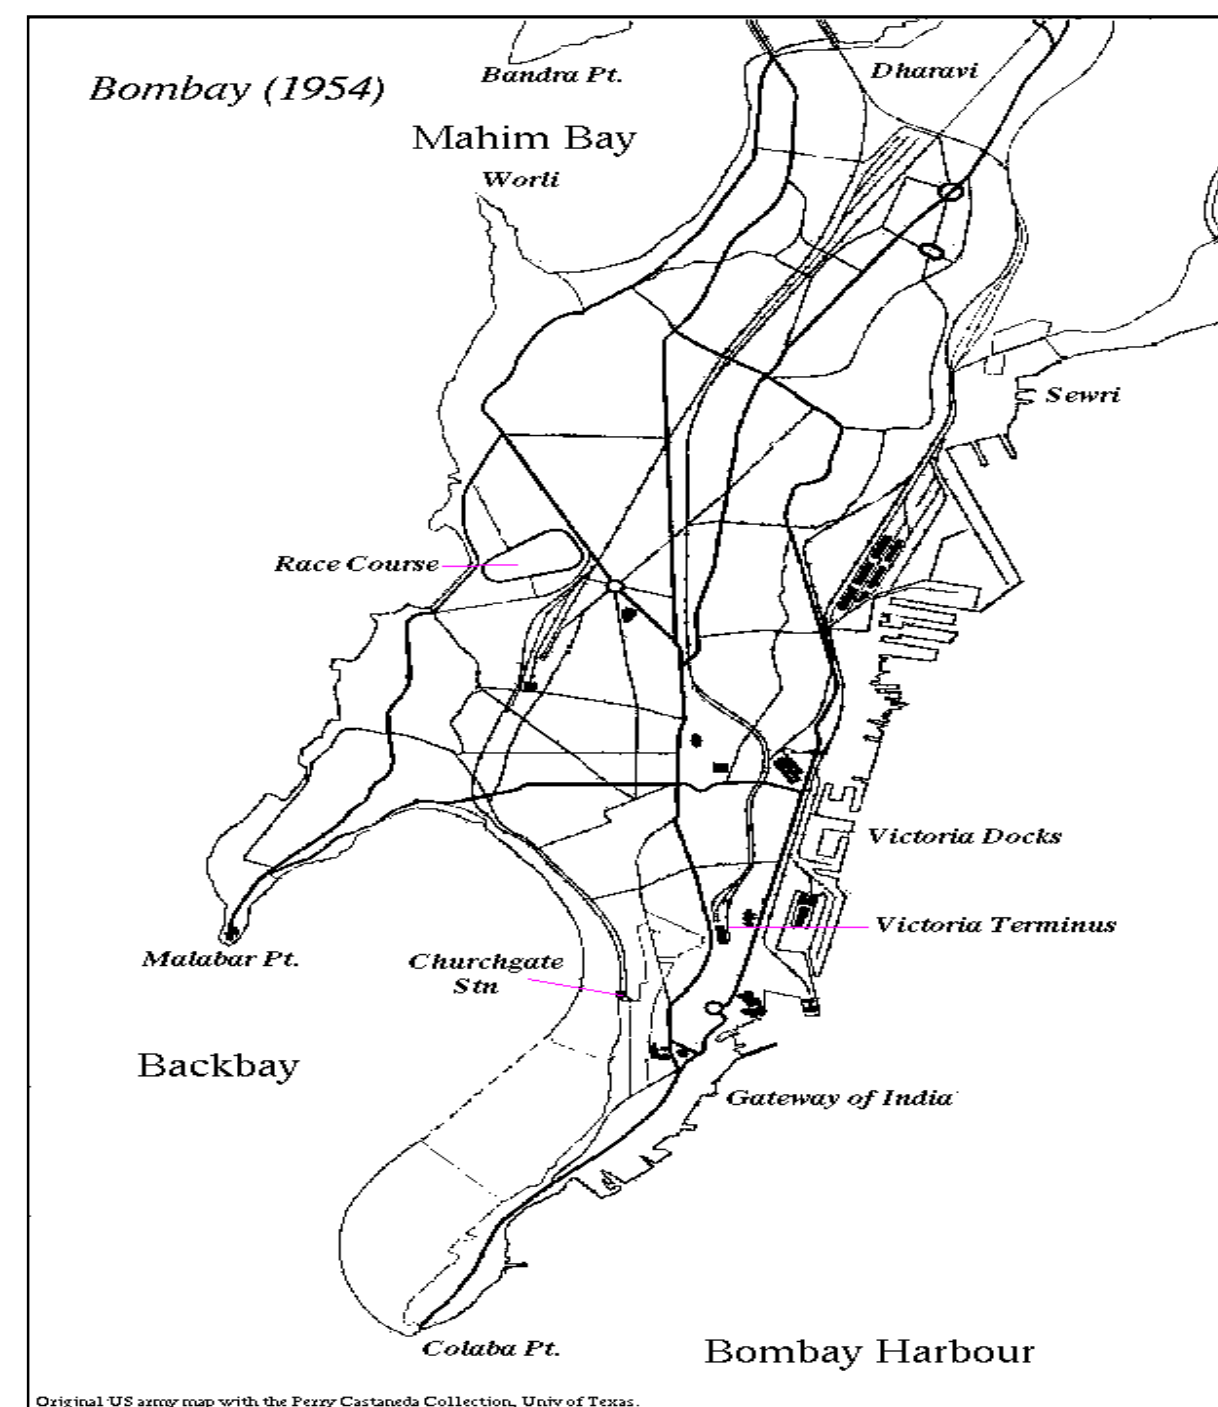 Bombay (1954)
Bandra Pt.
Dharavi
Mahim Bay
Worli
Sewri
Race Course
Victoria Docks
Victoria Terminus
Malabar Pt.
Churchgate
Stn
Backbay
Gateway of India
Colaba Pt.
Bombay Harbour
Original US army map with the Perry Castaneda Collection, Univ of Texas.